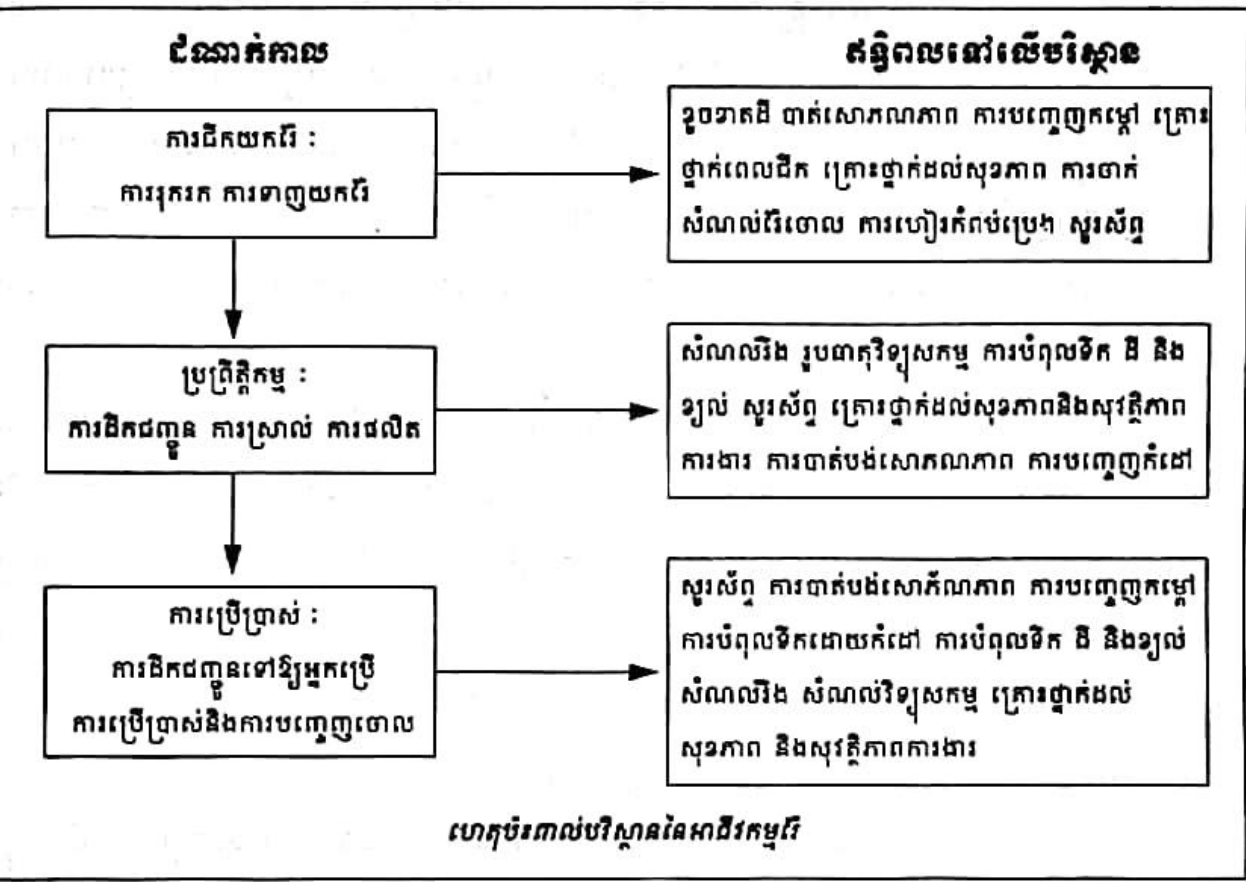 ដំណាក់កាល
ឥទ្ធិពលទៅលើបរិស្ថាន
ការជីកយករ៉ែ :
ការរុករក ការទាញយករ៉ែ
ខូចខាតដី បាត់សោភណភាព ការបញ្ចេញកម្ដៅ គ្រោះ
ថ្នាក់ពេលជីក គ្រោះថ្នាក់ដល់សុខភាព ការចាក់
សំណល់រ៉ែចោល ការហៀរកំពប់ប្រេង សូរស័ព្ទ
ប្រព្រឹត្តិកម្ម :
ការដឹកជញ្ជូន ការស្រាល់ ការផលិត
សំណល់រឹង រូបធាតុវិទ្យុសកម្ម ការបំពុលទឹក ដី និង
ខ្យល់ សូរស័ព្ទ គ្រោះថ្នាក់ដល់សុខភាពនិងសុវត្ថិភាព
ការងារ ការបាត់បង់សោភណភាព ការបញ្ចេញកំដៅ
ការប្រើប្រាស់ :
ការដឹកជញ្ជូនទៅឱ្យអ្នកប្រើ
ការប្រើប្រាស់និងការបញ្ចេញចោល
សូរស័ព្ទ ការបាត់បង់សោភ័ណភាព ការបញ្ចេញកម្ដៅ
ការបំពុលទឹកដោយកំដៅ ការបំពុលទឹក ដី និងខ្យល់
សំណល់រឹង សំណល់វិទ្យុសកម្ម គ្រោះថ្នាក់ដល់
សុខភាព និងសុវត្ថិភាពការងារ
ហេតុប៉ះពាល់បរិស្ថាននៃអាជីវកម្មរ៉ែ